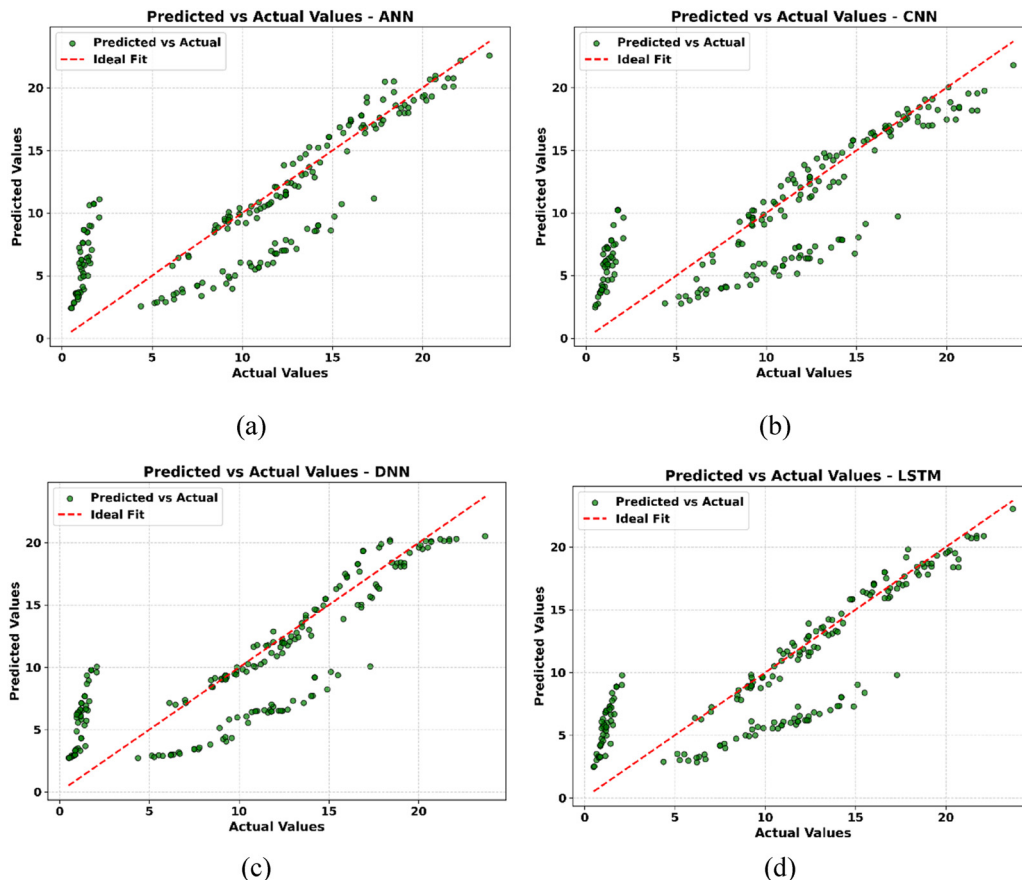 Predicted vs Actual Values - ANN
Predicted vs Actual
Ideal Fit
Predicted Values
20
15
10
5
0
0 5 10 15 20
Actual Values
(a)
Predicted vs Actual Values - CNN
Predicted vs Actual
Ideal Fit
Predicted Values
20
15
10
5
0
0 5 10 15 20
Actual Values
(b)
Predicted vs Actual Values - DNN
Predicted vs Actual
Ideal Fit
Predicted Values
20
15
10
5
0
0 5 10 15 20
Actual Values
(c)
Predicted vs Actual Values - LSTM
Predicted vs Actual
Ideal Fit
Predicted Values
20
15
10
5
0
0 5 10 15 20
Actual Values
(d)